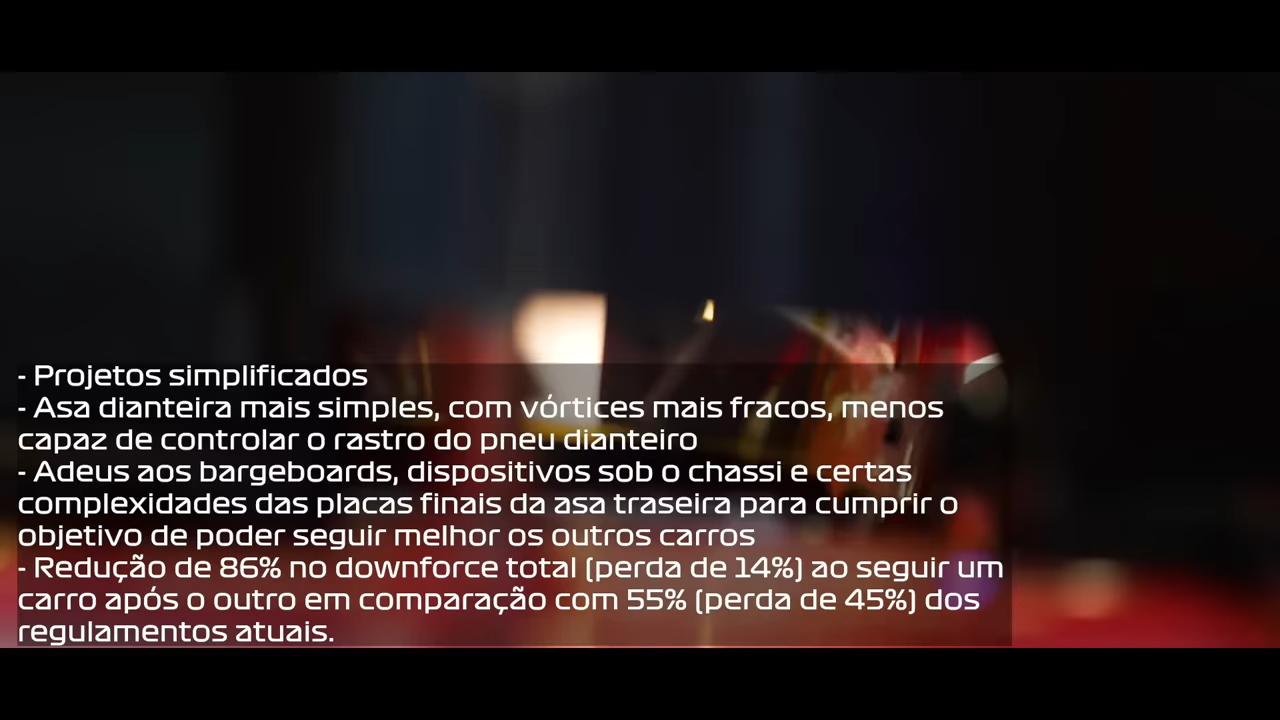 - Projetos simplificados
- Asa dianteira mais simples, com vórtices mais fracos, menos
capaz de controlar o rastro do pneu dianteiro
- Adeus aos bargeboards, dispositivos sob o chassi e certas
complexidades das placas finais da asa traseira para cumprir o
objetivo de poder seguir melhor os outros carros
- Redução de 86% no downforce total (perda de 14%) ao seguir um
carro após o outro em comparação com 55% (perda de 45%) dos
regulamentos atuais.